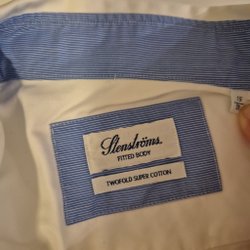 Stenströms.
FITTED BODY
TWOFOLD SUPER COTTON